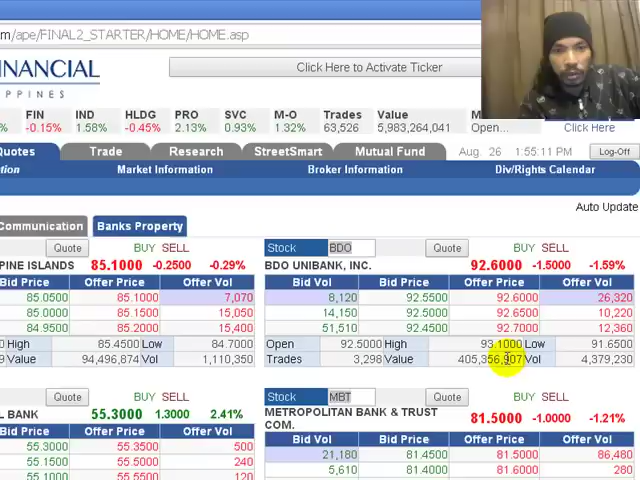 m/ape/FINAL2_STARTER/HOME/HOME.asp
INANCIAL
IPPINES
Click Here to Activate Ticker
FIN IND HLDG PRO SVC M-O Trades Value
% -0.15% 1.58% -0.45% 2.13% 0.93% 1.32% 63,526 5,983,264,041 Open... Click Here
Quotes Trade Research StreetSmart Mutual Fund Aug. 26 1:55:11 PM Log-Off
Market Information Broker Information Div/Rights Calendar
Auto Update
Communication Banks Property
Quote BUY SELL Stock BDO Quote BUY SELL
PINE ISLANDS 85.1000 -0.2500 -0.29% BDO UNIBANK, INC. 92.6000 -1.5000 -1.59%
Bid Price Offer Price Offer Vol Bid Vol Bid Price Offer Price Offer Vol
85.0500 85.1000 7,070 8,120 92.5500 92.6000 26,320
85.0000 85.1500 15,050 14,150 92.5000 92.6500 10,220
84.9500 85.2000 15,400 51,510 92.4500 92.7000 12,360
High 85.4500 Low 84.70 Open 92.5000 High 93.1000 Low 91.6500
Value 94,496,874 Vol 1,110,350 Trades 3,298 Value 405,356,907 Vol 4,379,230
Quote BUY SELL Stock MBT Quote BUY SELL
L BANK 55.3000 1.3000 2.41% METROPOLITAN BANK & TRUST COM. 81.5000 -1.0000 -1.21%
Bid Price Offer Price Offer Vol Bid Vol Bid Price Offer Price Offer Vol
55.3000 55.3500 500 21,180 81.4500 81.5000 86,480
55.1500 55.4500 240 5,610 81.4000 81.6000 280